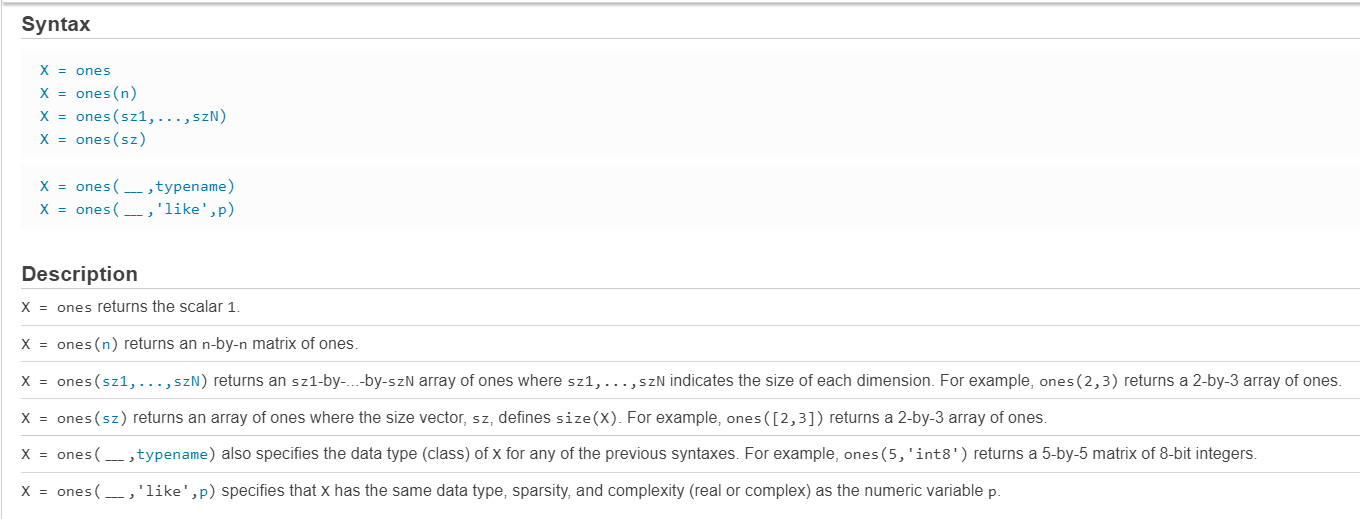 Syntax
X = ones
X = ones(n)
X = ones(sz1,...,szN)
X = ones(sz)
X = ones(___,typename)
X = ones(___,'like',p)
Description
X = ones returns the scalar 1.
X = ones(n) returns an n-by-n matrix of ones.
X = ones(sz1,...,szN) returns an sz1-by-...-by-szN array of ones where sz1,...,szN indicates the size of each dimension. For example, ones(2,3) returns a 2-by-3 array of ones.
X = ones(sz) returns an array of ones where the size vector, sz, defines size(X). For example, ones([2,3]) returns a 2-by-3 array of ones.
X = ones(___,typename) also specifies the data type (class) of X for any of the previous syntaxes. For example, ones(5,'int8') returns a 5-by-5 matrix of 8-bit integers.
X = ones(___,'like',p) specifies that X has the same data type, sparsity, and complexity (real or complex) as the numeric variable p.